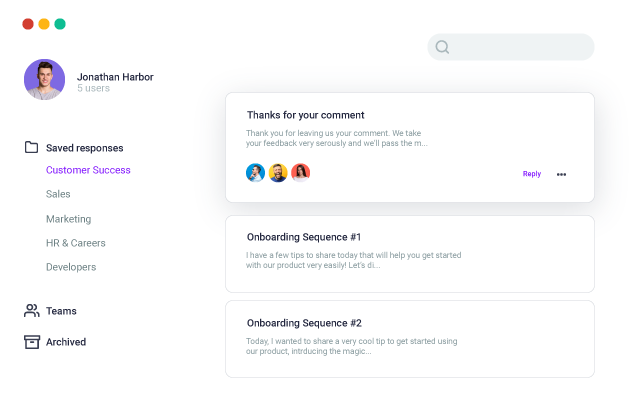 Jonathan Harbor
5 users
Saved responses
Customer Success
Sales
Marketing
HR & Careers
Developers
Teams
Archived
Thanks for your comment
Thank you for leaving us your comment. We take
your feedback very serously and we'll pass the m...
Reply
Onboarding Sequence #1
I have a few tips to share today that will help you get started
with our product very easily! Let's di...
Onboarding Sequence #2
Today, I wanted to share a very cool tip to get started using
our product, intrducing the magic...